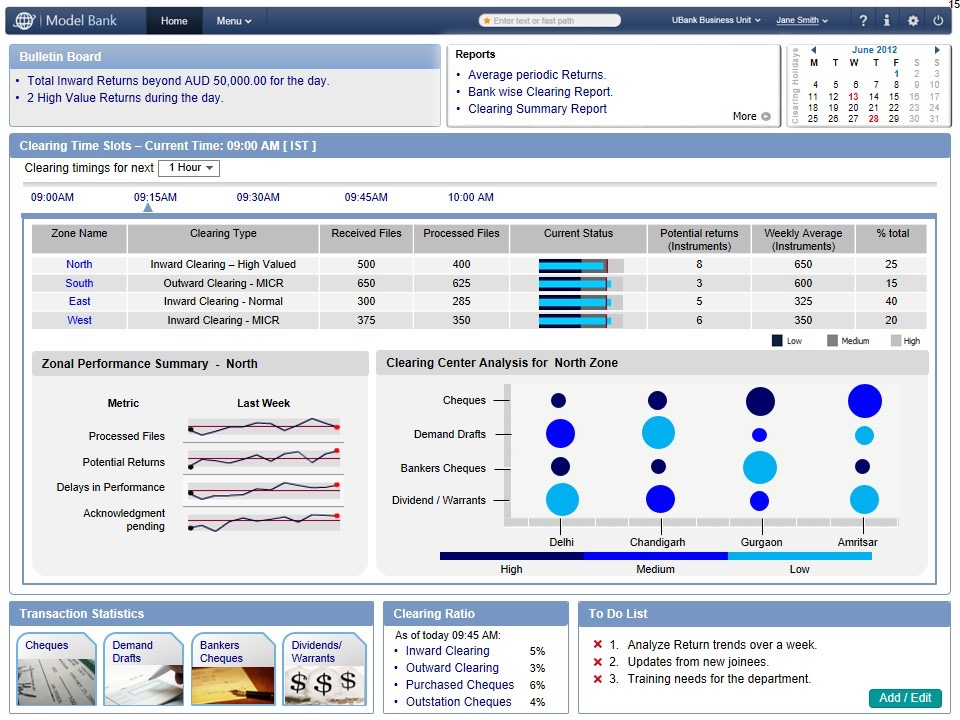 15
Model Bank
Home
Menu
Enter text or fast path
UBank Business Unit
Jane Smith
?
i
Bulletin Board
• Total Inward Returns beyond AUD 50,000.00 for the day.
• 2 High Value Returns during the day.
Reports
• Average periodic Returns.
• Bank wise Clearing Report.
• Clearing Summary Report
More
Clearing Holidays
June 2012
M T W T F S S
1 2 3
4 5 6 7 8 9 10
11 12 13 14 15 16 17
18 19 20 21 22 23 24
25 26 27 28 29 30 31
Clearing Time Slots – Current Time: 09:00 AM [ IST ]
Clearing timings for next 1 Hour
09:00AM 09:15AM 09:30AM 09:45AM 10:00 AM
Zone Name Clearing Type Received Files Processed Files Current Status Potential returns (Instruments) Weekly Average (Instruments) % total
North Inward Clearing – High Valued 500 400 8 650 25
South Outward Clearing - MICR 650 625 3 600 15
East Inward Clearing - Normal 300 285 5 325 40
West Inward Clearing - MICR 375 350 6 350 20
Low Medium High
Zonal Performance Summary - North
Metric Last Week
Processed Files
Potential Returns
Delays in Performance
Acknowledgment
pending
Clearing Center Analysis for North Zone
Cheques
Demand Drafts
Bankers Cheques
Dividend / Warrants
Delhi Chandigarh Gurgaon Amritsar
High Medium Low
Transaction Statistics
Cheques
Demand
Drafts
Bankers
Cheques
Dividends/
Warrants
$ $ $
Clearing Ratio
As of today 09:45 AM:
• Inward Clearing 5%
• Outward Clearing 3%
• Purchased Cheques 6%
• Outstation Cheques 4%
To Do List
1. Analyze Return trends over a week.
2. Updates from new joinees.
3. Training needs for the department.
Add / Edit